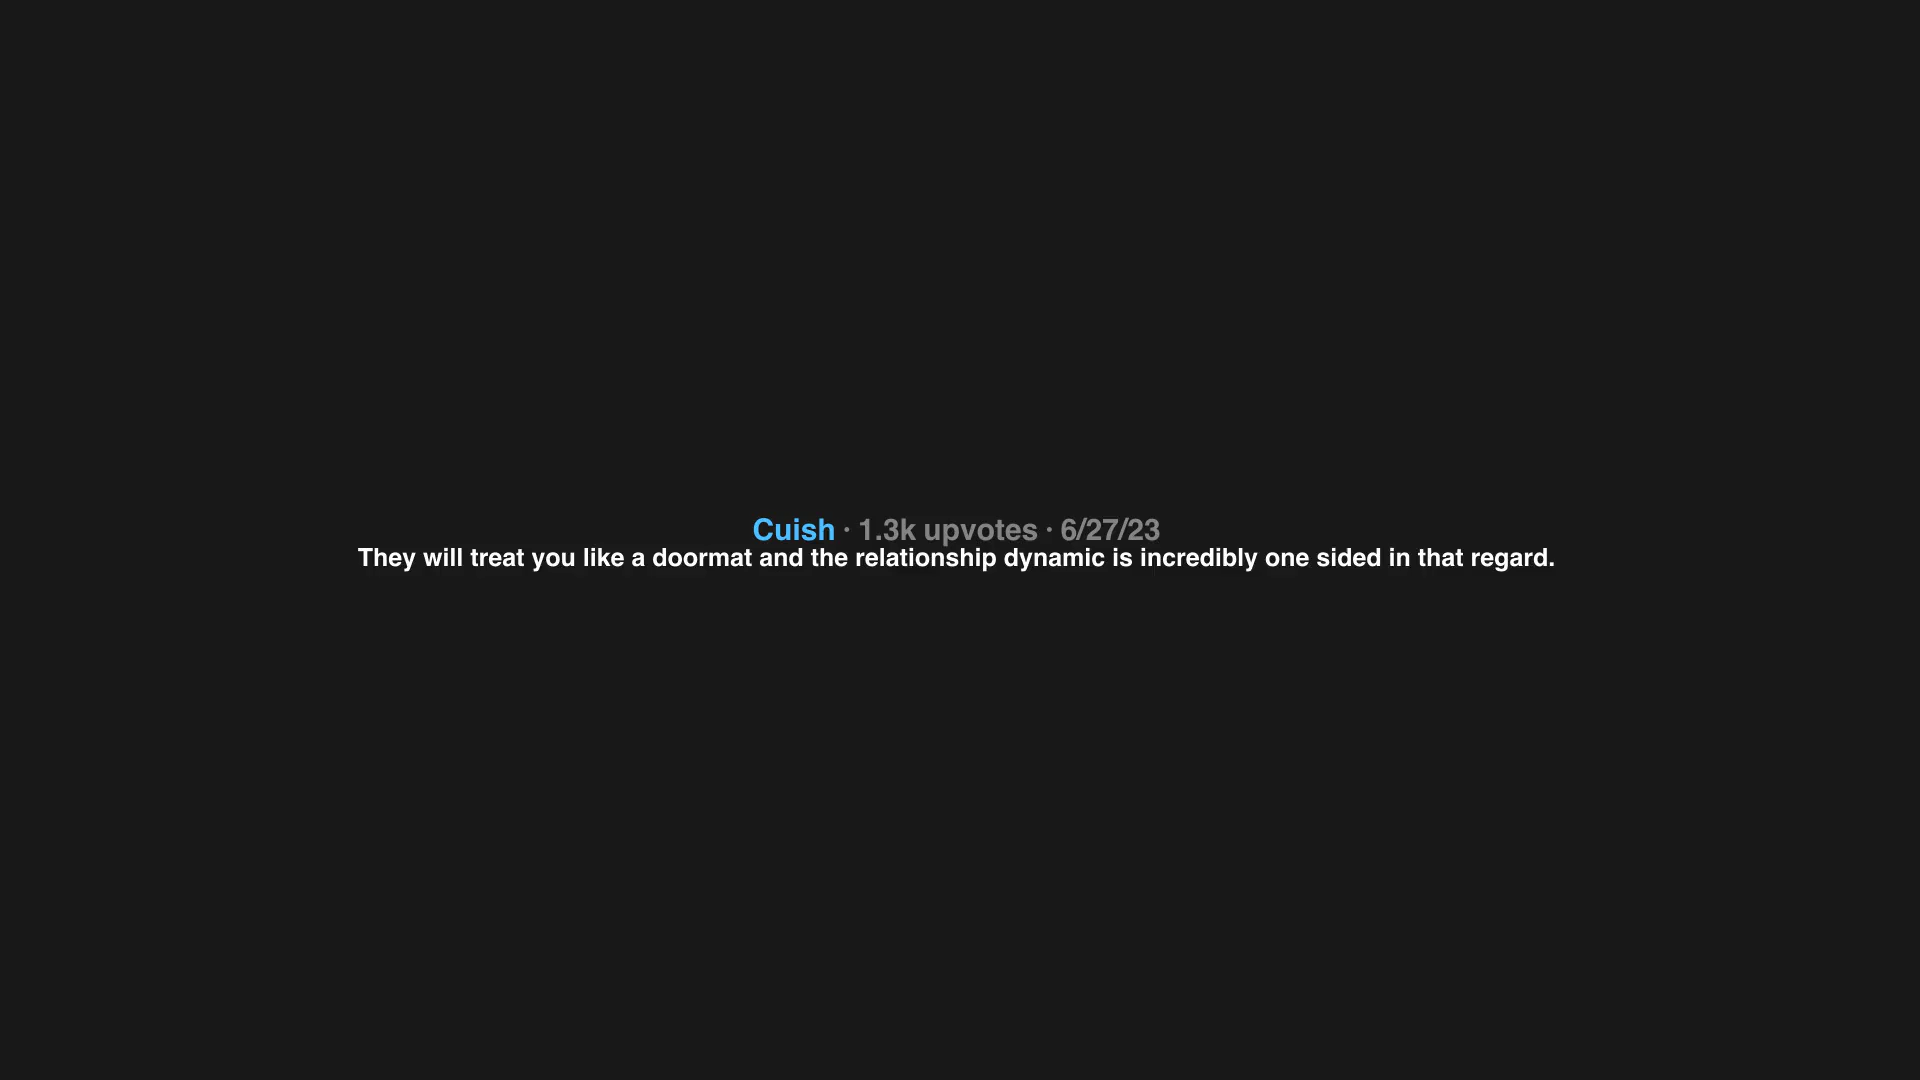 Cuish · 1.3k upvotes · 6/27/23
They will treat you like a doormat and the relationship dynamic is incredibly one sided in that regard.